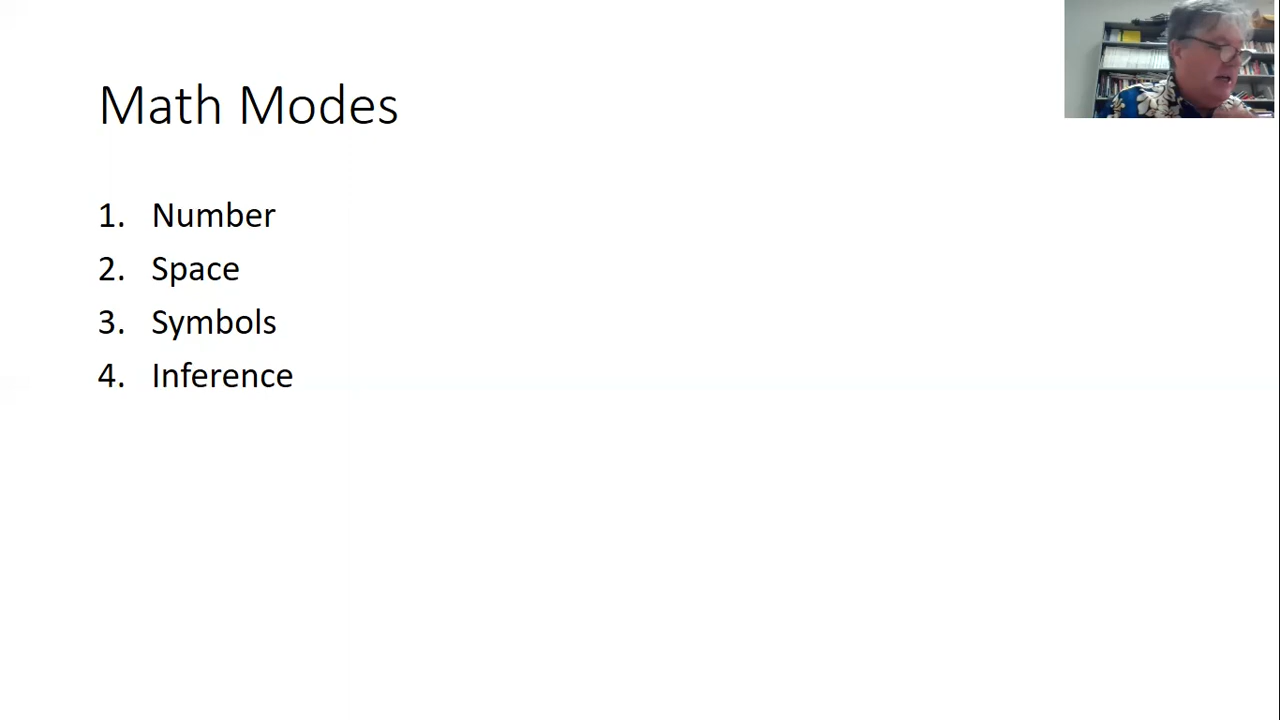 Math Modes
1. Number
2. Space
3. Symbols
4. Inference